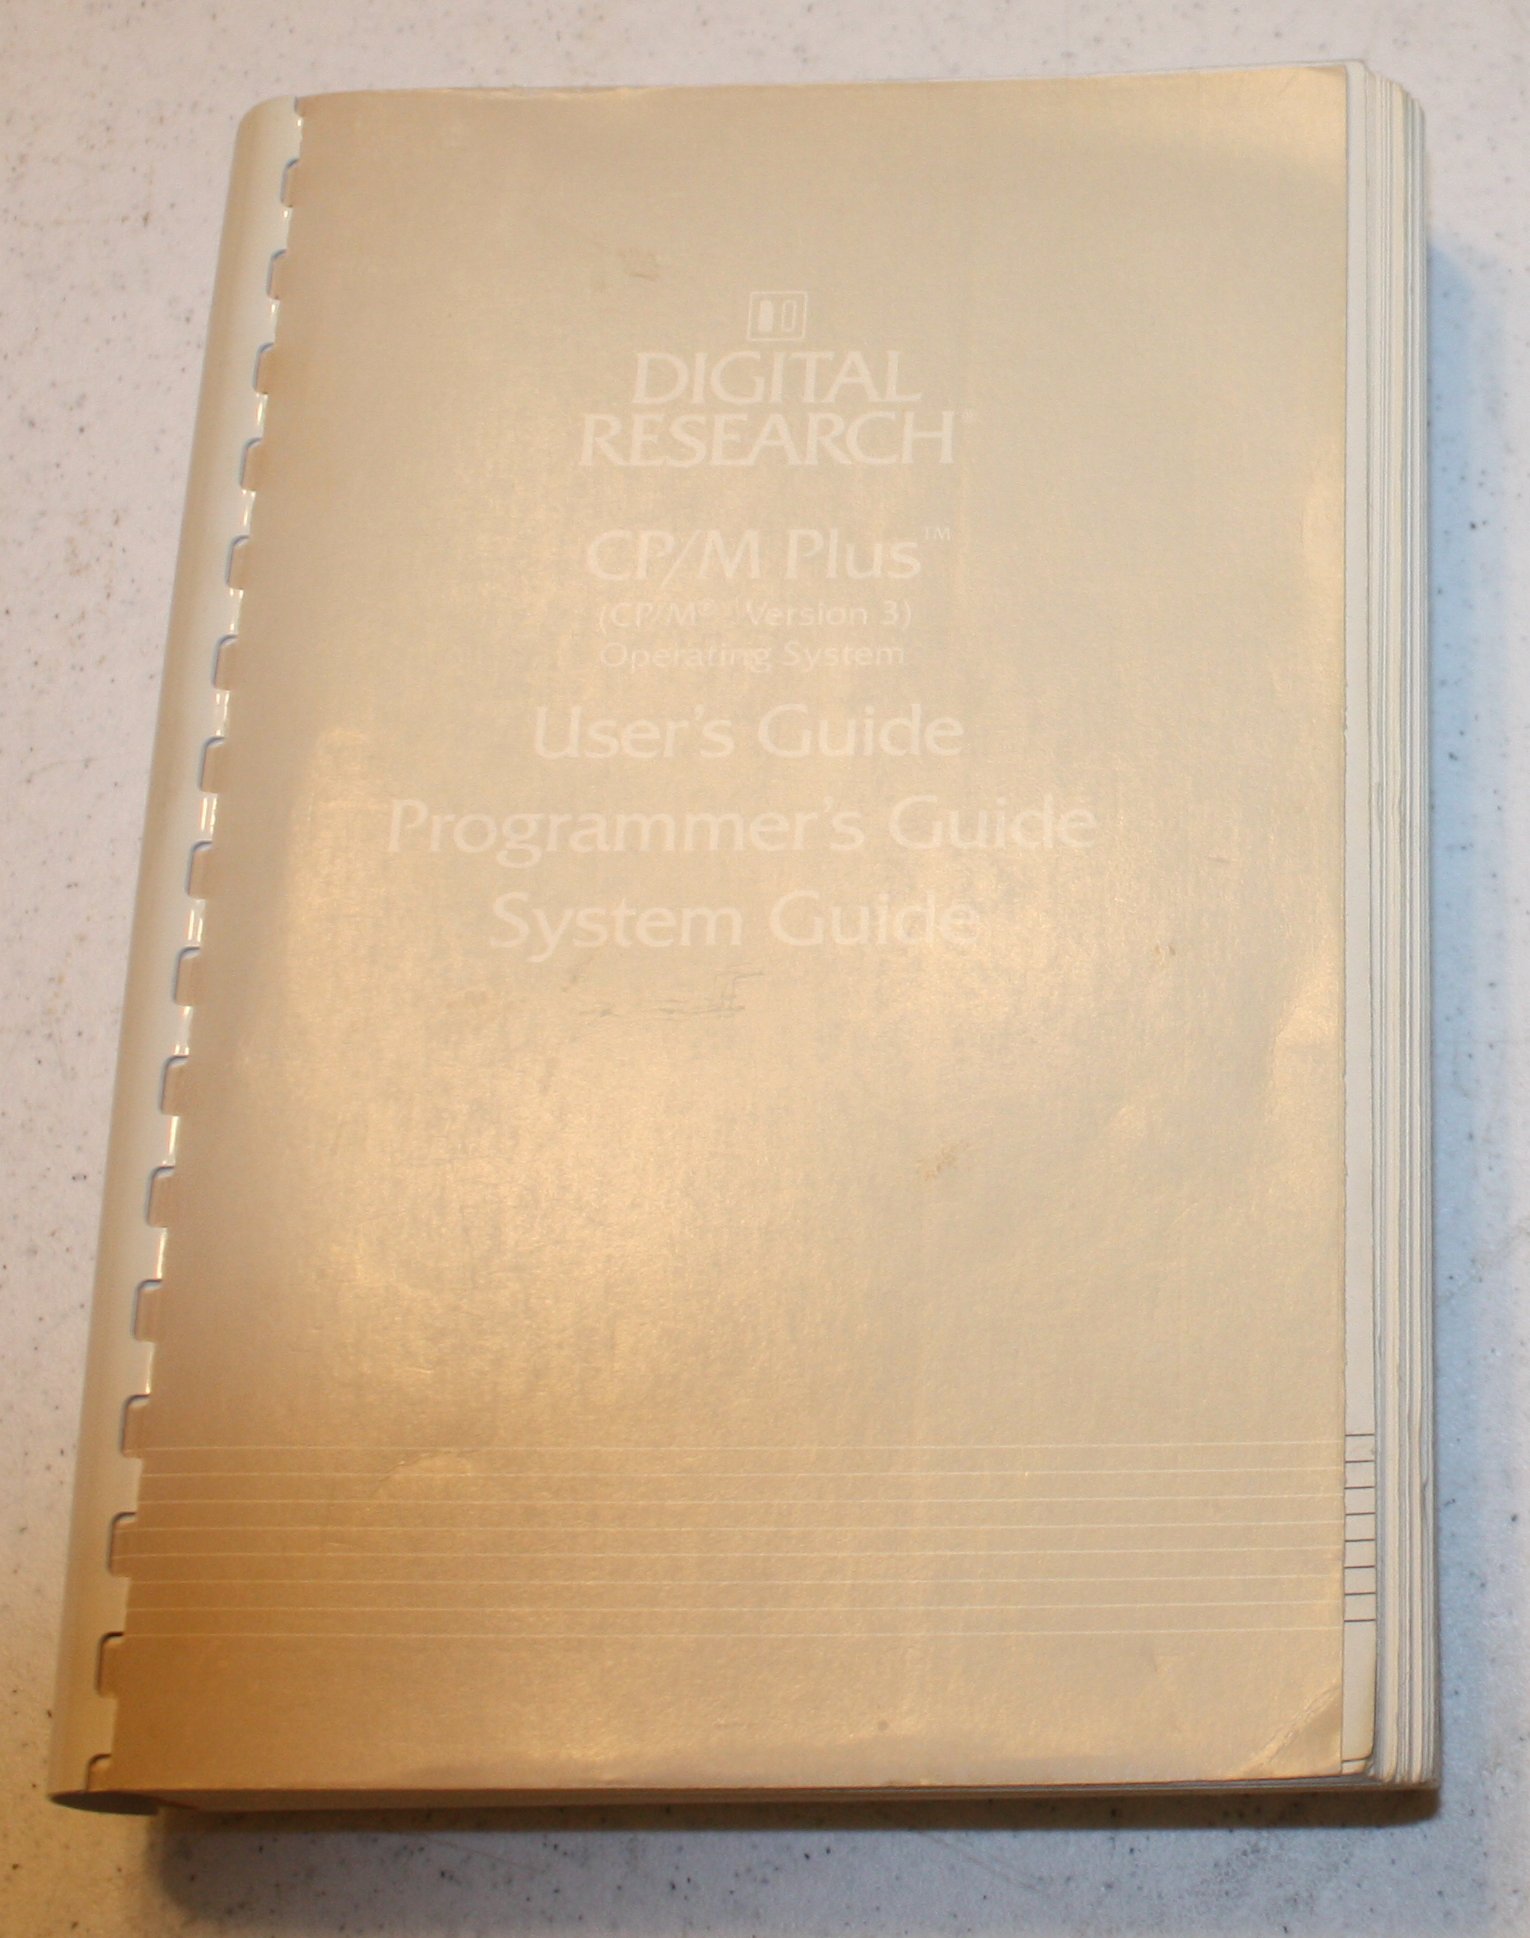 DIGITAL
RESEARCH®
CP/M Plus™
(CP/M® Version 3)
Operating System
User's Guide
Programmer's Guide
System Guide